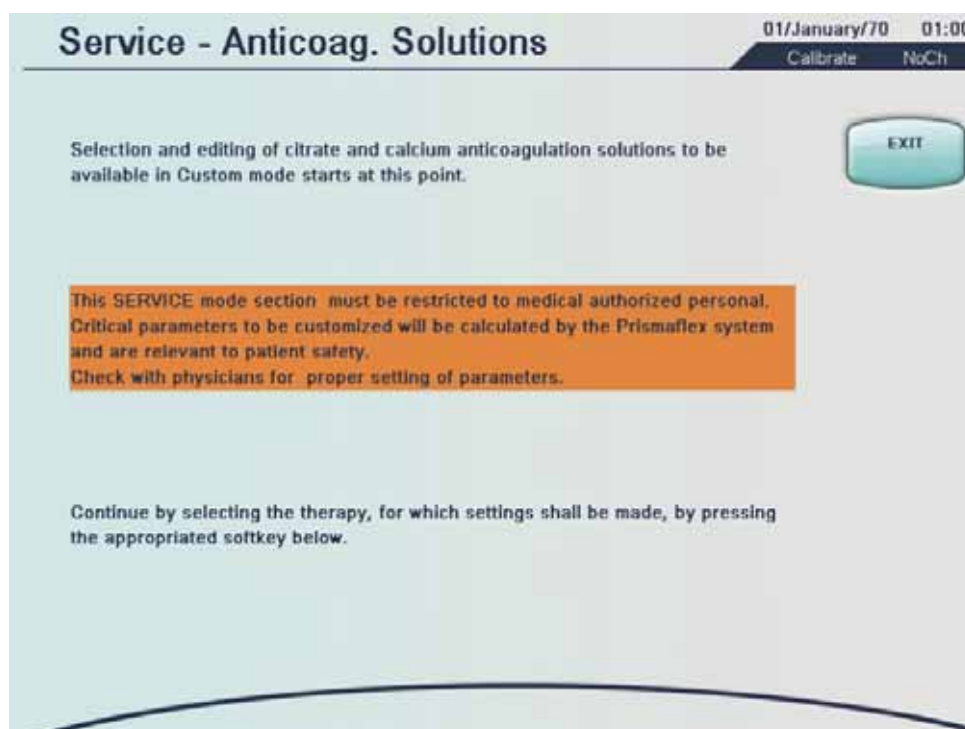 Service - Anticoag. Solutions
01/January/70 01:00
Calibrate NoCh
Selection and editing of citrate and calcium anticoagulation solutions to be
available in Custom mode starts at this point.
EXIT
This SERVICE mode section must be restricted to medical authorized personal.
Critical parameters to be customized will be calculated by the Prismaflex system
and are relevant to patient safety.
Check with physicians for proper setting of parameters.
Continue by selecting the therapy, for which settings shall be made, by pressing
the appropriated softkey below.